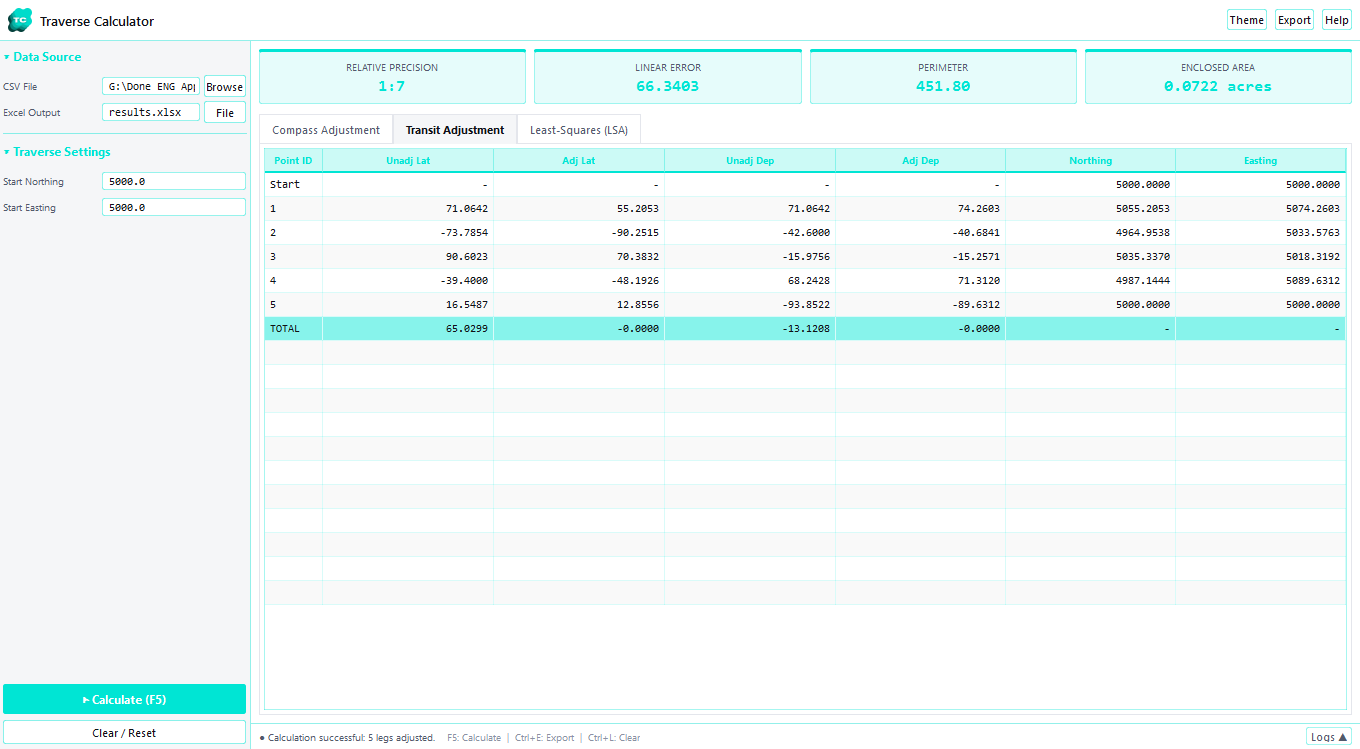 TC Traverse Calculator Theme Export Help
▾ Data Source
CSV File G:\Done ENG Ap Browse
Excel Output results.xlsx File
▾ Traverse Settings
Start Northing 5000.0
Start Easting 5000.0
▸ Calculate (F5)
Clear / Reset
RELATIVE PRECISION LINEAR ERROR PERIMETER ENCLOSED AREA
1:7 66.3403 451.80 0.0722 acres
Compass Adjustment Transit Adjustment Least-Squares (LSA)
Point ID Unadj Lat Adj Lat Unadj Dep Adj Dep Northing Easting
Start - - - - 5000.0000 5000.0000
1 71.0642 55.2053 71.0642 74.2603 5055.2053 5074.2603
2 -73.7854 -90.2515 -42.6000 -40.6841 4964.9538 5033.5763
3 90.6023 70.3832 -15.9756 -15.2571 5035.3370 5018.3192
4 -39.4000 -48.1926 68.2428 71.3120 4987.1444 5089.6312
5 16.5487 12.8556 -93.8522 -89.6312 5000.0000 5000.0000
TOTAL 65.0299 -0.0000 -13.1208 -0.0000 - -
● Calculation successful: 5 legs adjusted. F5: Calculate | Ctrl+E: Export | Ctrl+L: Clear Logs ▲